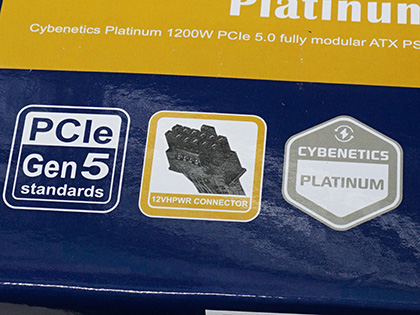 Platinum
Cybenetics Platinum 1200W PCIe 5.0 fully modular ATX PS
PCIe
Gen 5
standards
12VHPWR CONNECTOR
CYBENETICS
PLATINUM